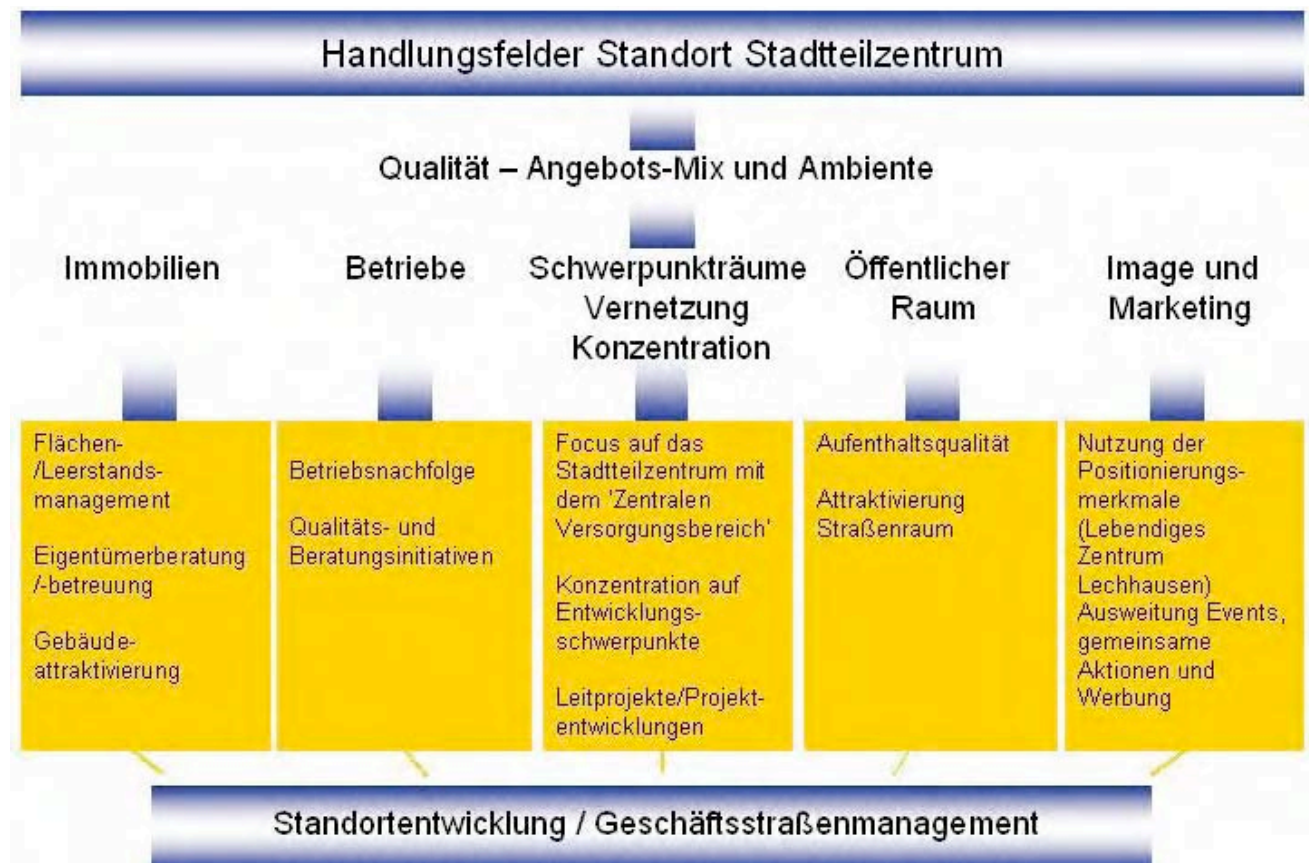 Handlungsfelder Standort Stadtteilzentrum
Qualität – Angebots-Mix und Ambiente
Immobilien
Betriebe
Schwerpunkträume
Vernetzung
Konzentration
Öffentlicher
Raum
Image und
Marketing
Flächen-
/Leerstands-
management
Eigentümerberatung
/-betreuung
Gebäude-
attraktivierung
Betriebsnachfolge
Qualitäts- und
Beratungsinitiativen
Focus auf das
Stadtteilzentrum mit
dem 'Zentralen
Versorgungsbereich'
Konzentration auf
Entwicklungs-
schwerpunkte
Leitprojekte/Projekt-
entwicklungen
Aufenthaltsqualität
Attraktivierung
Straßenraum
Nutzung der
Positionierungs-
merkmale
(Lebendiges
Zentrum
Lechhausen)
Ausweitung Events,
gemeinsame
Aktionen und
Werbung
Standortentwicklung / Geschäftsstraßenmanagement